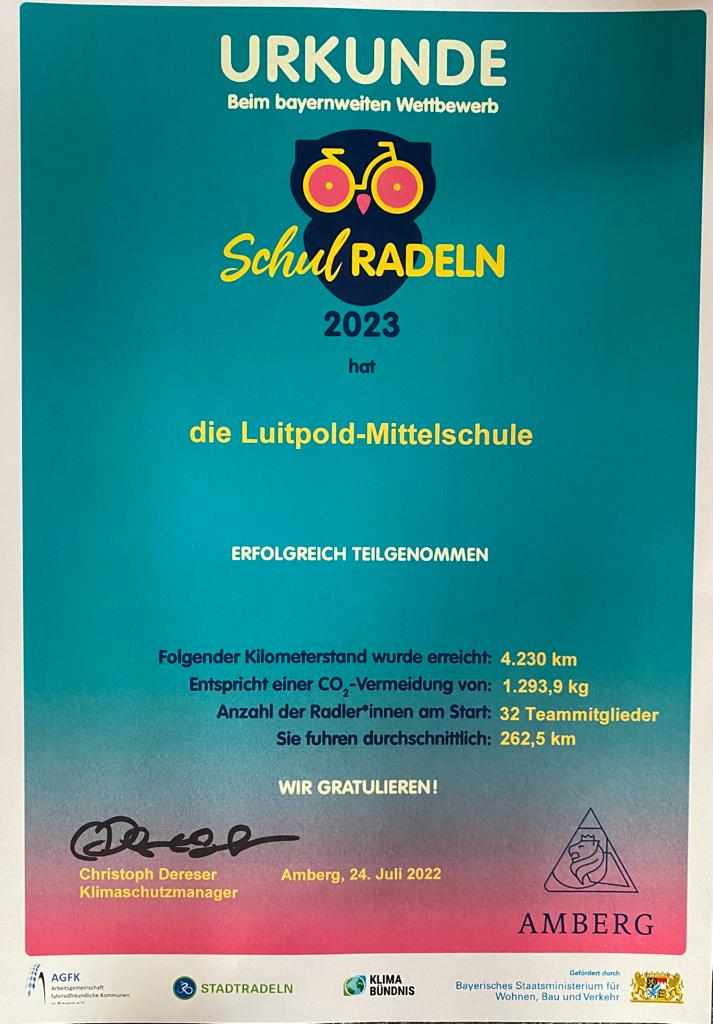 URKUNDE
Beim bayernweiten Wettbewerb
Schul RADELN
2023
hat
die Luitpold-Mittelschule
ERFOLGREICH TEILGENOMMEN
Folgender Kilometerstand wurde erreicht: 4.230 km
Entspricht einer CO₂-Vermeidung von: 1.293,9 kg
Anzahl der Radler*innen am Start: 32 Teammitglieder
Sie fuhren durchschnittlich: 262,5 km
WIR GRATULIEREN!
Christoph Dereser
Klimaschutzmanager
Amberg, 24. Juli 2022
AMBERG
AGFK
Arbeitsgemeinschaft
fahrradfreundliche Kommunen
in Bayern e.V.
STADTRADELN
KLIMA
BÜNDNIS
Gefördert durch
Bayerisches Staatsministerium für
Wohnen, Bau und Verkehr